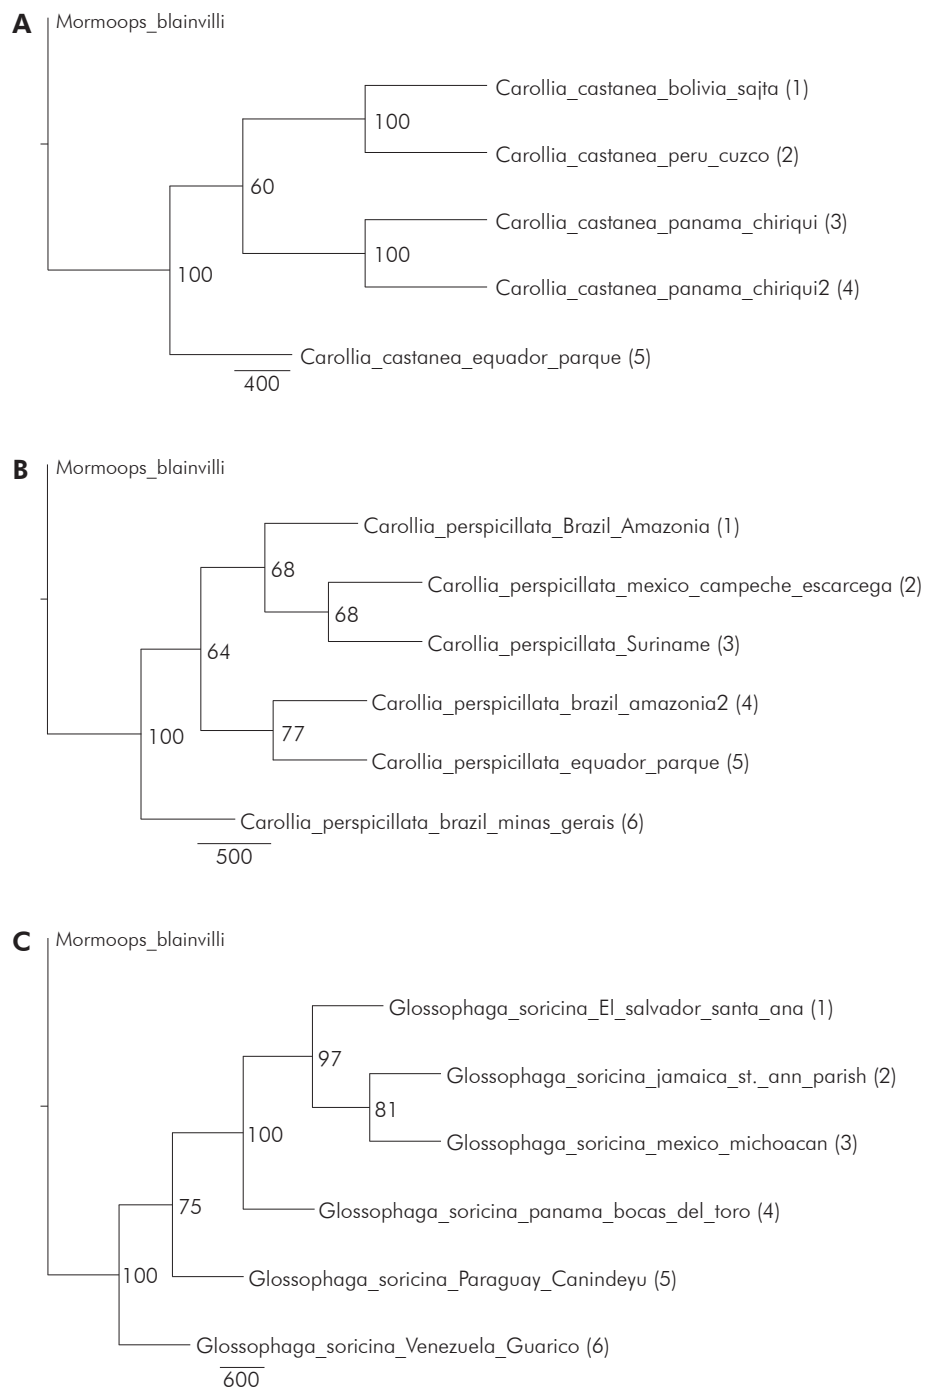 A
Mormoops_blainvilli
Carollia_castanea_bolivia_sajta (1)
100
Carollia_castanea_peru_cuzco (2)
60
Carollia_castanea_panama_chiriqui (3)
100
100
Carollia_castanea_panama_chiriqui2 (4)
Carollia_castanea_equador_parque (5)
400
B
Mormoops_blainvilli
Carollia_perspicillata_Brazil_Amazonia (1)
68
Carollia_perspicillata_mexico_campeche_escarcega (2)
68
Carollia_perspicillata_Suriname (3)
64
Carollia_perspicillata_brazil_amazonia2 (4)
77
100
Carollia_perspicillata_equador_parque (5)
Carollia_perspicillata_brazil_minas_gerais (6)
500
C
Mormoops_blainvilli
Glossophaga_soricina_El_salvador_santa_ana (1)
97
Glossophaga_soricina_jamaica_st._ann_parish (2)
81
100
Glossophaga_soricina_mexico_michoacan (3)
75
Glossophaga_soricina_panama_bocas_del_toro (4)
100
Glossophaga_soricina_Paraguay_Canindeyu (5)
Glossophaga_soricina_Venezuela_Guarico (6)
600